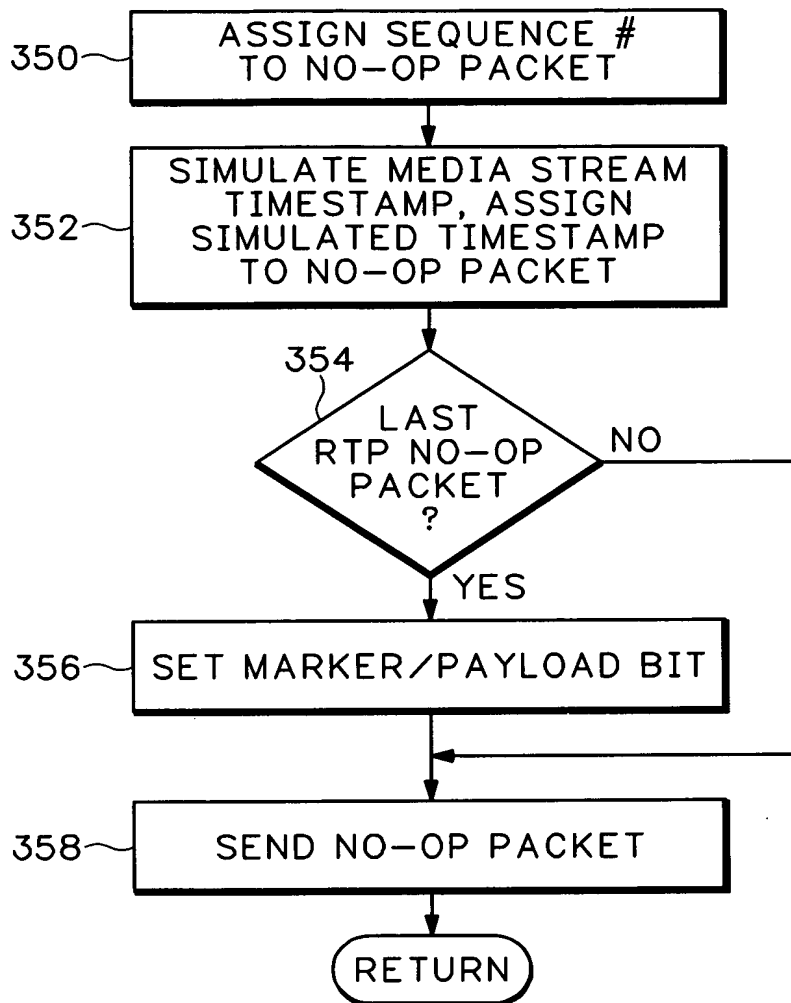 350
ASSIGN SEQUENCE #
TO NO-OP PACKET
352
SIMULATE MEDIA STREAM
TIMESTAMP, ASSIGN
SIMULATED TIMESTAMP
TO NO-OP PACKET
354
LAST
RTP NO-OP
PACKET
?
NO
YES
356
SET MARKER/PAYLOAD BIT
358
SEND NO-OP PACKET
RETURN